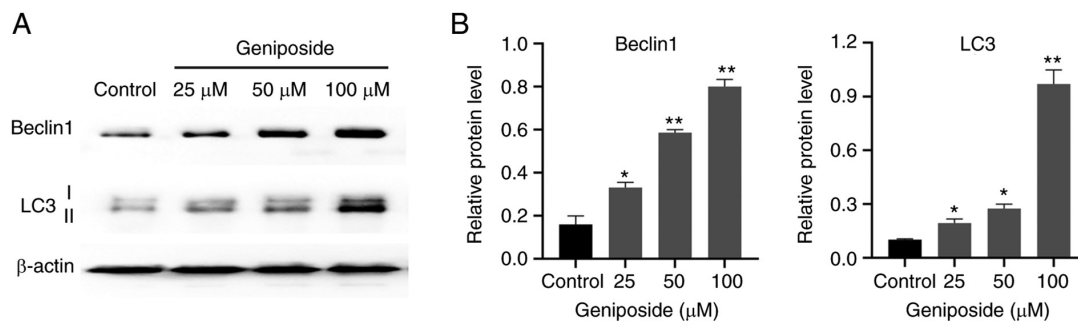 A
Geniposide
Control 25 μM 50 μM 100 μM
Beclin1
LC3 I
II
β-actin
B
Beclin1
Relative protein level
1.0
0.8
0.6
0.4
0.2
0.0
*
**
**
Control 25 50 100
Geniposide (μM)
LC3
Relative protein level
1.2
0.9
0.6
0.3
0.0
*
*
**
Control 25 50 100
Geniposide (μM)